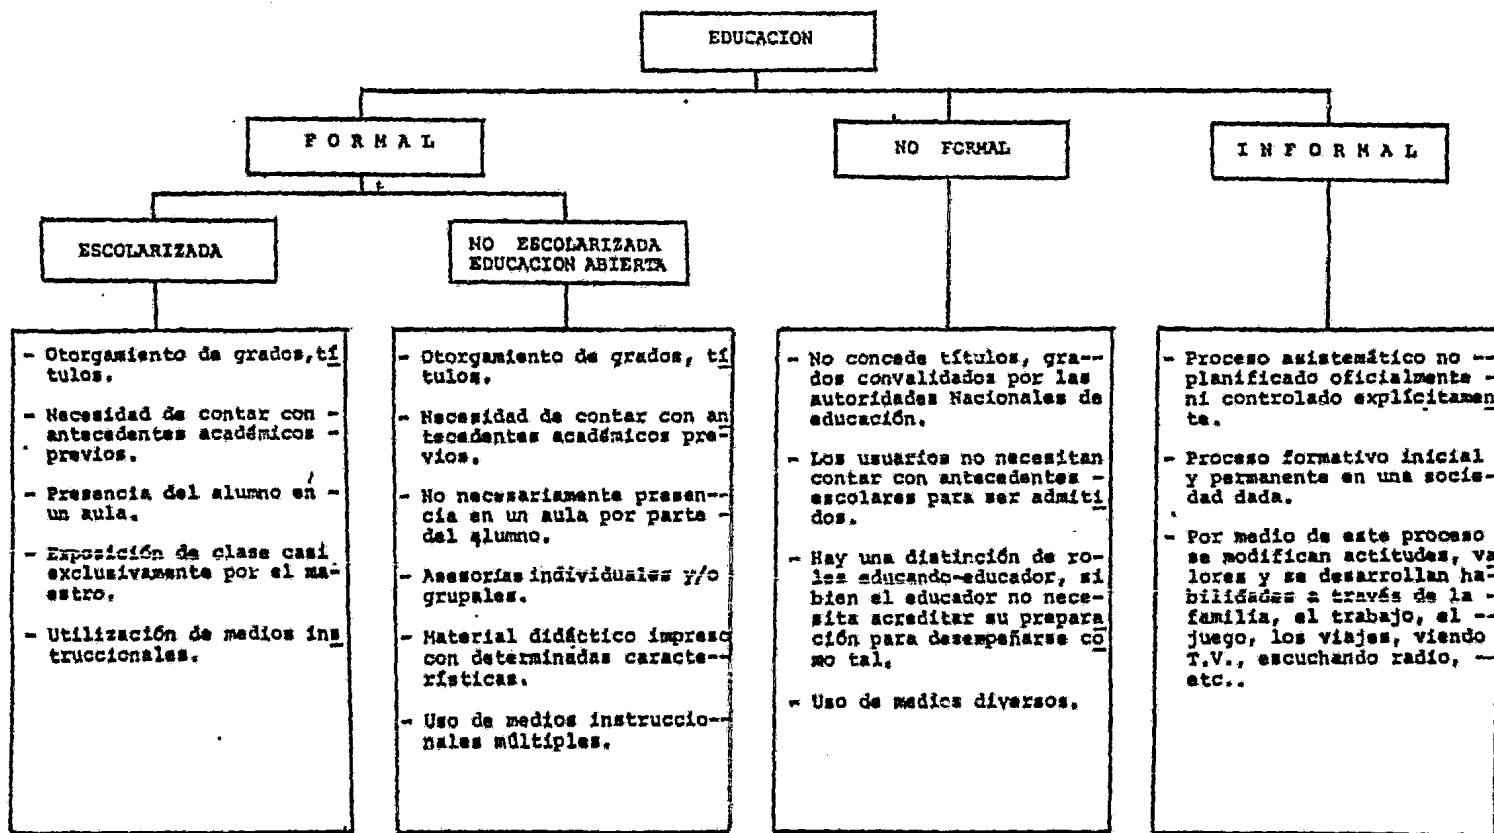 EDUCACION
F O R M A L
NO FORMAL
I N F O R M A L
ESCOLARIZADA
NO ESCOLARIZADA
EDUCACION ABIERTA
- Otorgamiento de grados, tí
tulos.
- Necesidad de contar con -
antecedentes académicos -
previos.
- Presencia del alumno en -
un aula.
- Exposición de clase casi
exclusivamente por el ma-
estro.
- Utilización de medios ins
truccionales.
- Otorgamiento de grados, tí
tulos.
- Necesidad de contar con an
tecedentes académicos pre-
vios.
- No necesariamente presen--
cia en un aula por parte -
del alumno.
- Asesorías individuales y/o
grupales.
- Material didáctico impreso
con determinadas caracte--
rísticas.
- Uso de medios instruccio--
nales múltiples.
- No concede títulos, gra--
dos convalidados por las
autoridades Nacionales de
educación.
- Los usuarios no necesitan
contar con antecedentes -
escolares para ser admiti
dos.
- Hay una distinción de ro-
les educando-educador, si
bien el educador no nece-
sita acreditar su prepara
ción para desempeñarse co
mo tal.
- Uso de medios diversos.
- Proceso asistemático no --
planificado oficialmente -
ni controlado explícitamen
te.
- Proceso formativo inicial
y permanente en una socie-
dad dada.
- Por medio de este proceso
se modifican actitudes, va
lores y se desarrollan ha-
bilidades a través de la -
familia, el trabajo, el --
juego, los viajes, viendo
T.V., escuchando radio, --
etc..